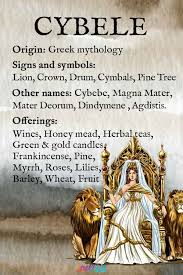 CYBELE
Origin: Greek mythology
Signs and symbols:
Lion, Crown, Drum, Cymbals, Pine Tree
Other names: Cybebe, Magna Mater,
Mater Deorum, Dindymene , Agdistis.
Offerings:
Wines, Honey mead, Herbal teas,
Green & gold candles,
Frankincense, Pine,
Myrrh, Roses, Lilies,
Barley, Wheat, Fruit